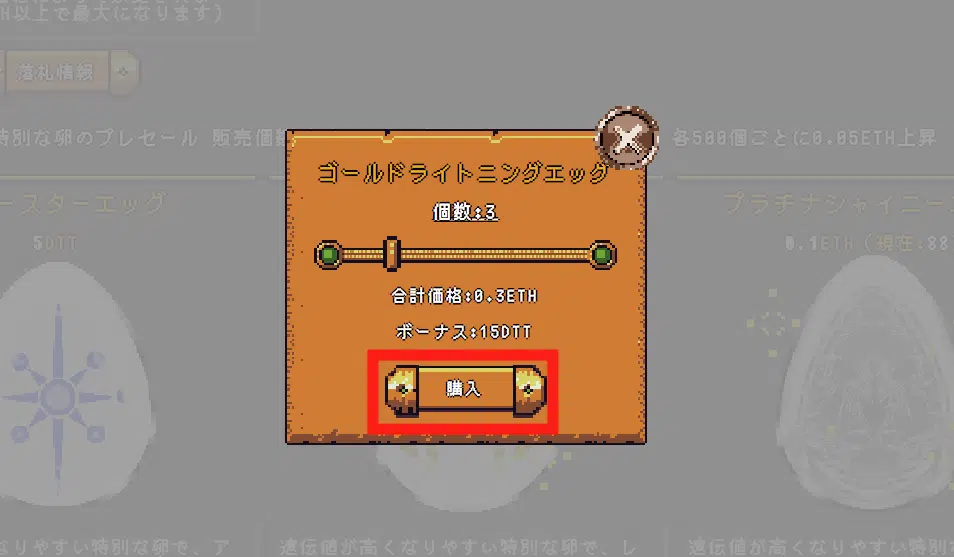 H以上で最大になります)
落札情報
特別な卵のプレセール 販売個
各500個ごとに0.05ETH上昇
ゴールドライトニングエッグ
個数:3
ースターエッグ
プラチナシャイニー
5DTT
0.1ETH(現在:88
合計価格:0.3ETH
ボーナス:15DTT
購入
なりやすい特別な卵で、ア
遺伝値が高くなりやすい特別な卵で、レ
遺伝値が高くなりやすい特別な